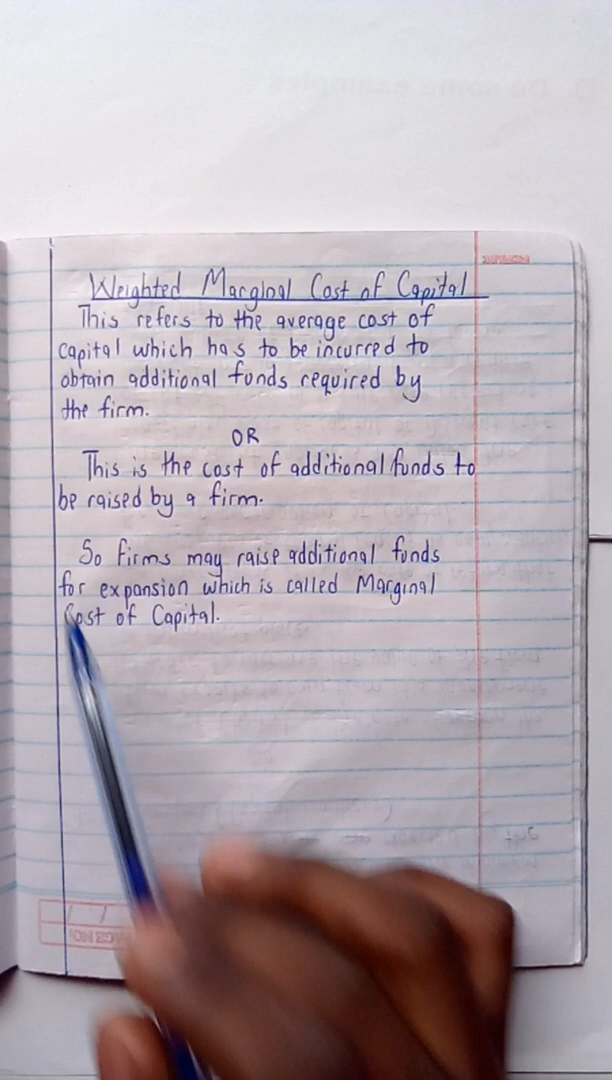 Weighted Marginal Cost of Capital
This refers to the average cost of
capital which has to be incurred to
obtain additional funds required by
the firm.
OR
This is the cost of additional funds to
be raised by a firm.
So firms may raise additional funds
for expansion which is called Marginal
Cost of Capital.